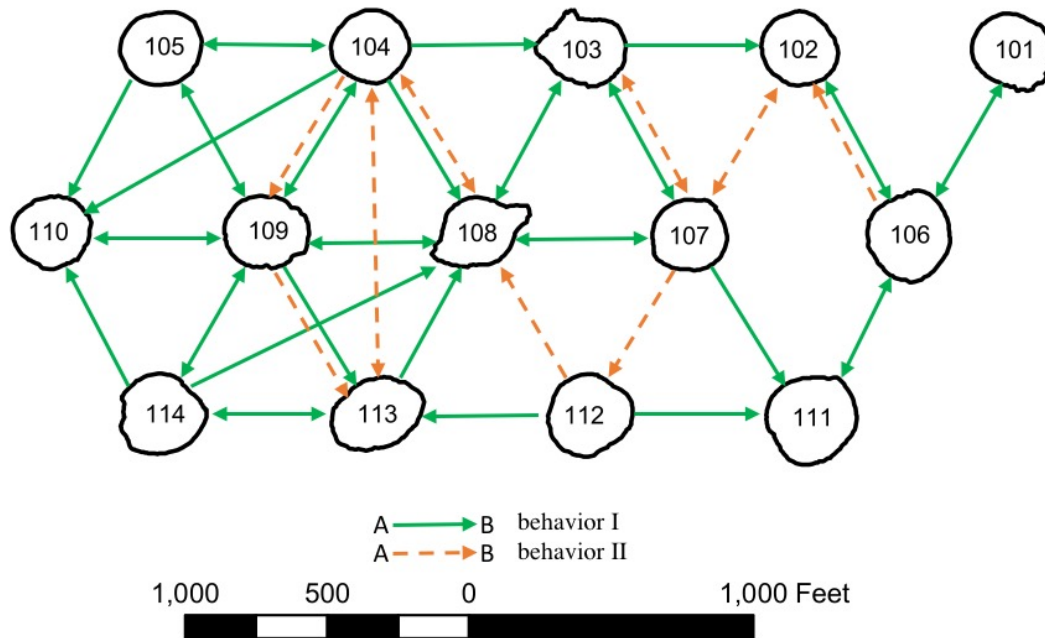 105 104 103 102 101
110 109 108 107 106
114 113 112 111
A B behavior I
A B behavior II
1,000 500 0 1,000 Feet